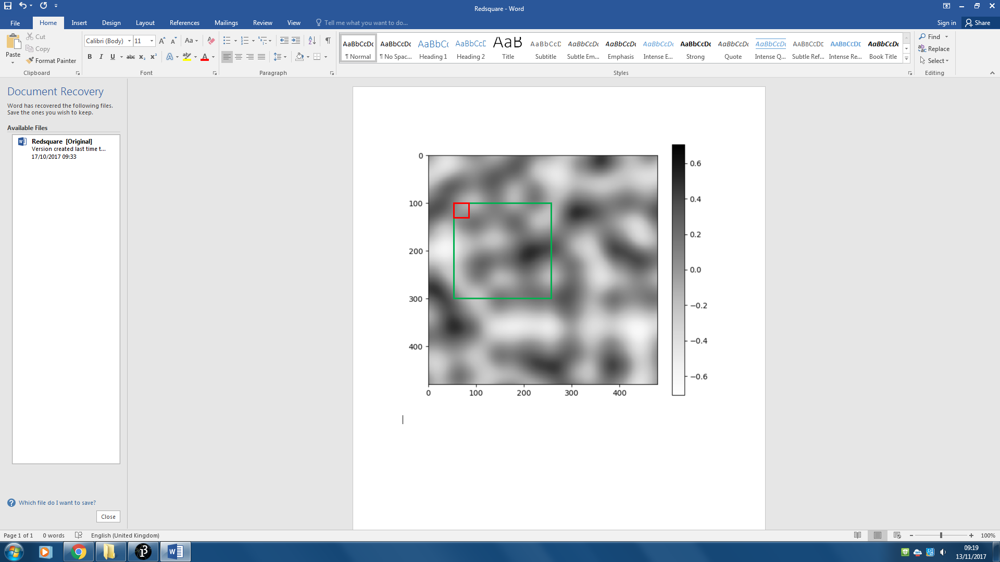 Redsquare - Word
File Home Insert Design Layout References Mailings Review View Tell me what you want to do... Sign in Share
Paste
Cut
Copy
Format Painter
Clipboard
Calibri (Body) 11
Font
Paragraph
AaBbCcDc AaBbCcDc AaBbCc AaBbCcD AaB AaBbCcD AaBbCcDc AaBbCcDc AaBbCcDc AaBbCcDc AaBbCcDc AaBbCcDc AABBCCDD AABBCCDD AaBbCcDc
¶ Normal ¶ No Spac... Heading 1 Heading 2 Title Subtitle Subtle Em... Emphasis Intense E... Strong Quote Intense Q... Subtle Ref... Intense Re... Book Title
Styles
Find
Replace
Select
Editing
Document Recovery
Word has recovered the following files.
Save the ones you wish to keep.
Available Files
Redsquare [Original]
Version created last time t...
17/10/2017 09:33
Which file do I want to save?
Close
0
100
200
300
400
0 100 200 300 400
0.6
0.4
0.2
0.0
−0.2
−0.4
−0.6
Page 1 of 1 0 words English (United Kingdom) 100%
09:19
13/11/2017